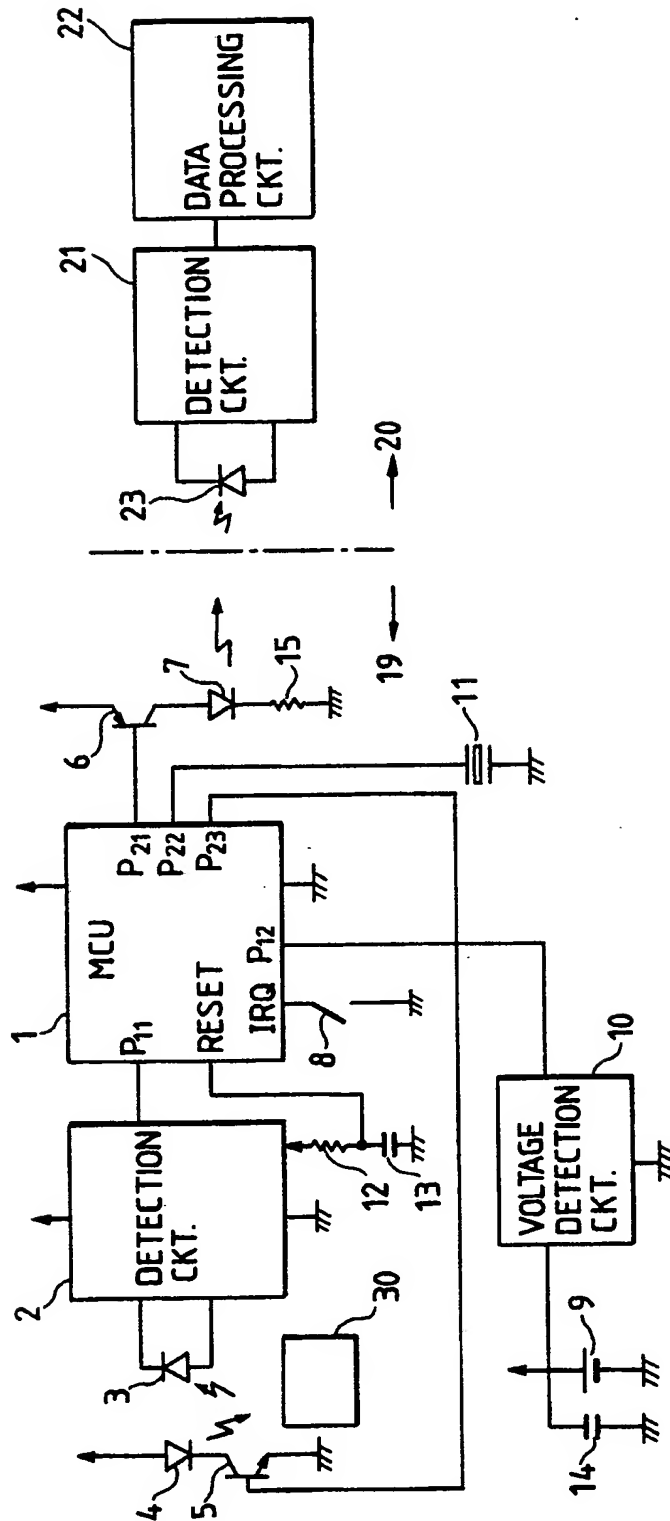 22
DATA
PROCESSING
CKT.
21
DETECTION
CKT.
23
20
19
7
15
6
11
P21
P22
P23
MCU
1
P11
RESET
IRQ
P12
8
10
VOLTAGE
DETECTION
CKT.
2
DETECTION
CKT.
12
13
3
30
4
5
9
14